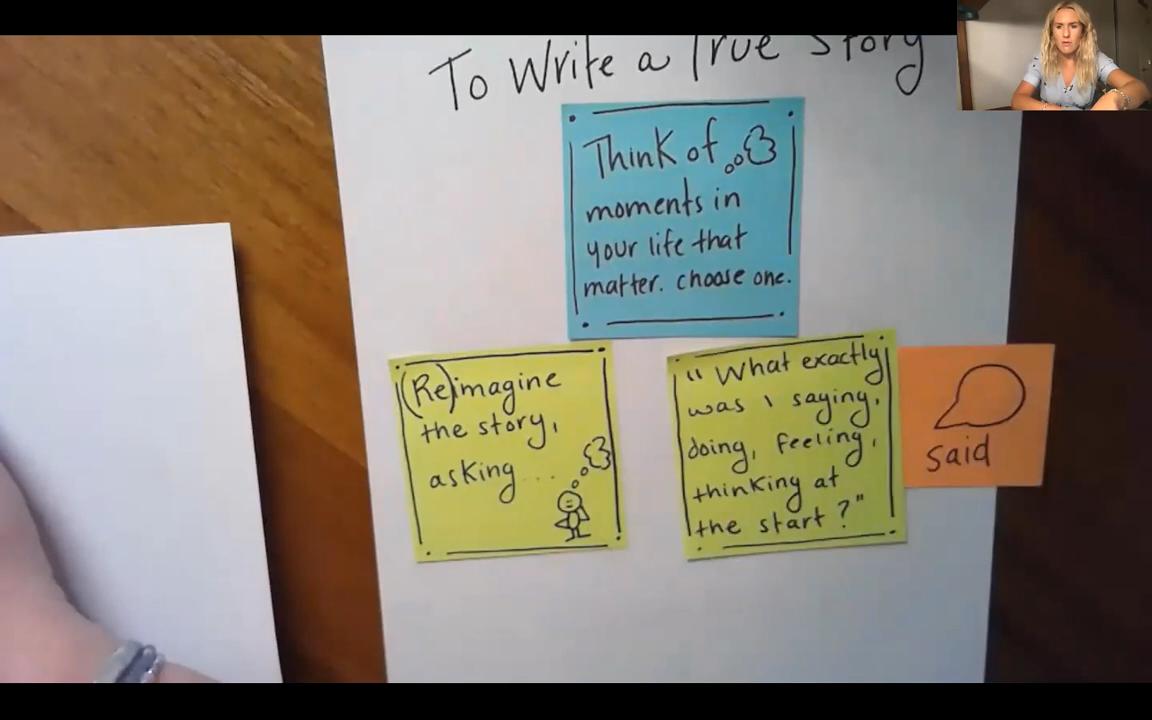 To Write a True Story
Think of
moments in
your life that
matter. choose one.
(Re)imagine
the story,
asking...
"What exactly
was I saying,
doing, feeling,
thinking at
the start?"
said